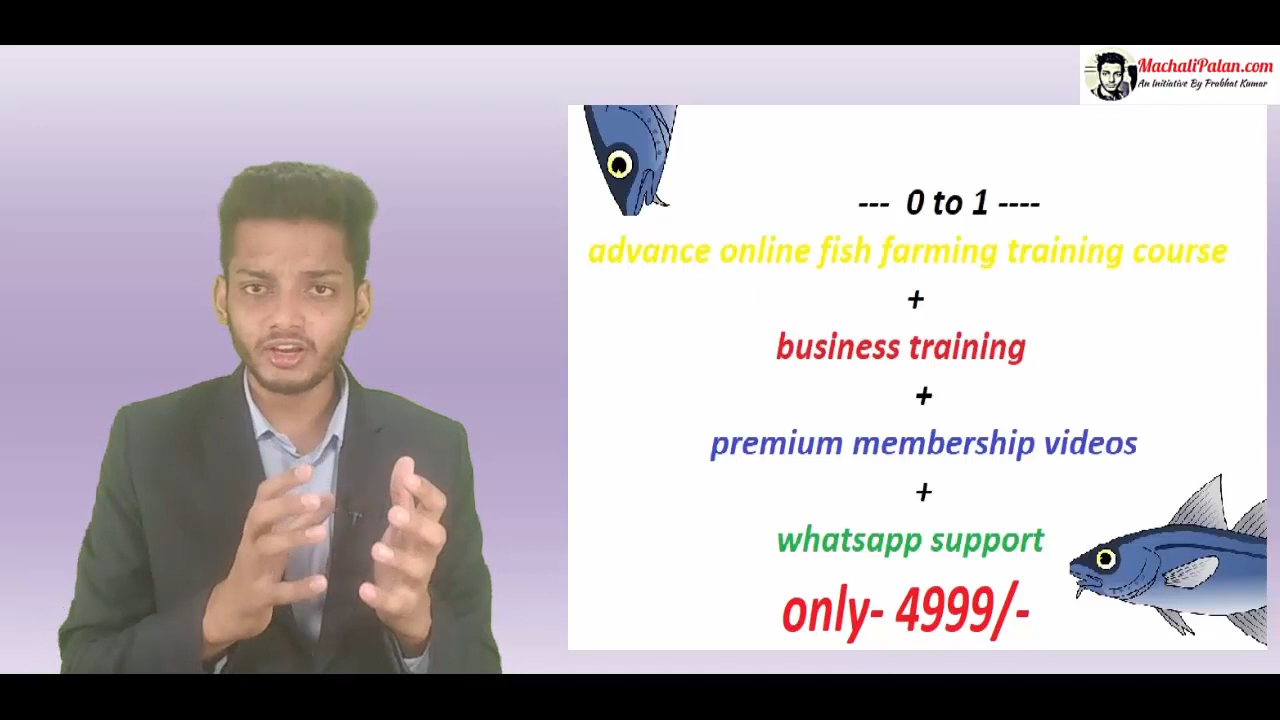 MachaliPalan.com
An Initiative By Prabhat Kumar
--- 0 to 1 ----
advance online fish farming training course
+
business training
+
premium membership videos
+
whatsapp support
only- 4999/-